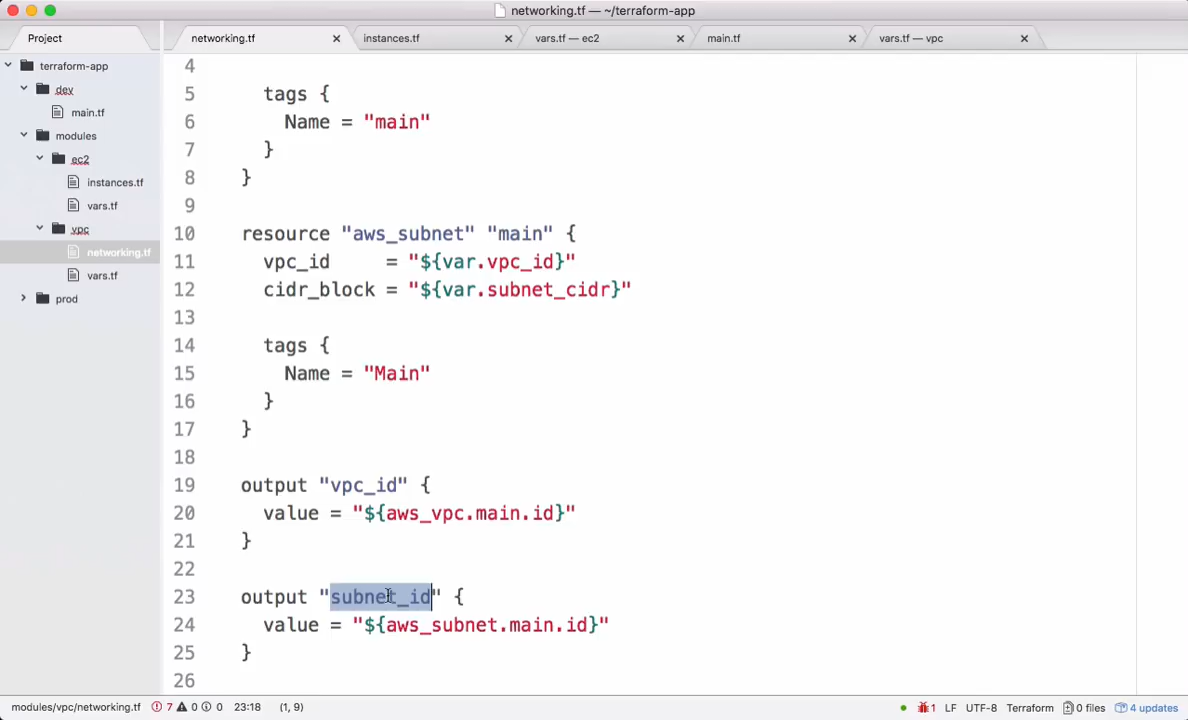 networking.tf — ~/terraform-app
Project
networking.tf
instances.tf
vars.tf — ec2
main.tf
vars.tf — vpc
terraform-app
dev
main.tf
modules
ec2
instances.tf
vars.tf
vpc
networking.tf
vars.tf
prod
4
5 tags {
6 Name = "main"
7 }
8 }
9
10 resource "aws_subnet" "main" {
11 vpc_id     = "${var.vpc_id}"
12 cidr_block = "${var.subnet_cidr}"
13
14 tags {
15 Name = "Main"
16 }
17 }
18
19 output "vpc_id" {
20 value = "${aws_vpc.main.id}"
21 }
22
23 output "subnet_id" {
24 value = "${aws_subnet.main.id}"
25 }
26
modules/vpc/networking.tf 7 0 0 23:18 (1, 9) 1 LF UTF-8 Terraform 0 files 4 updates